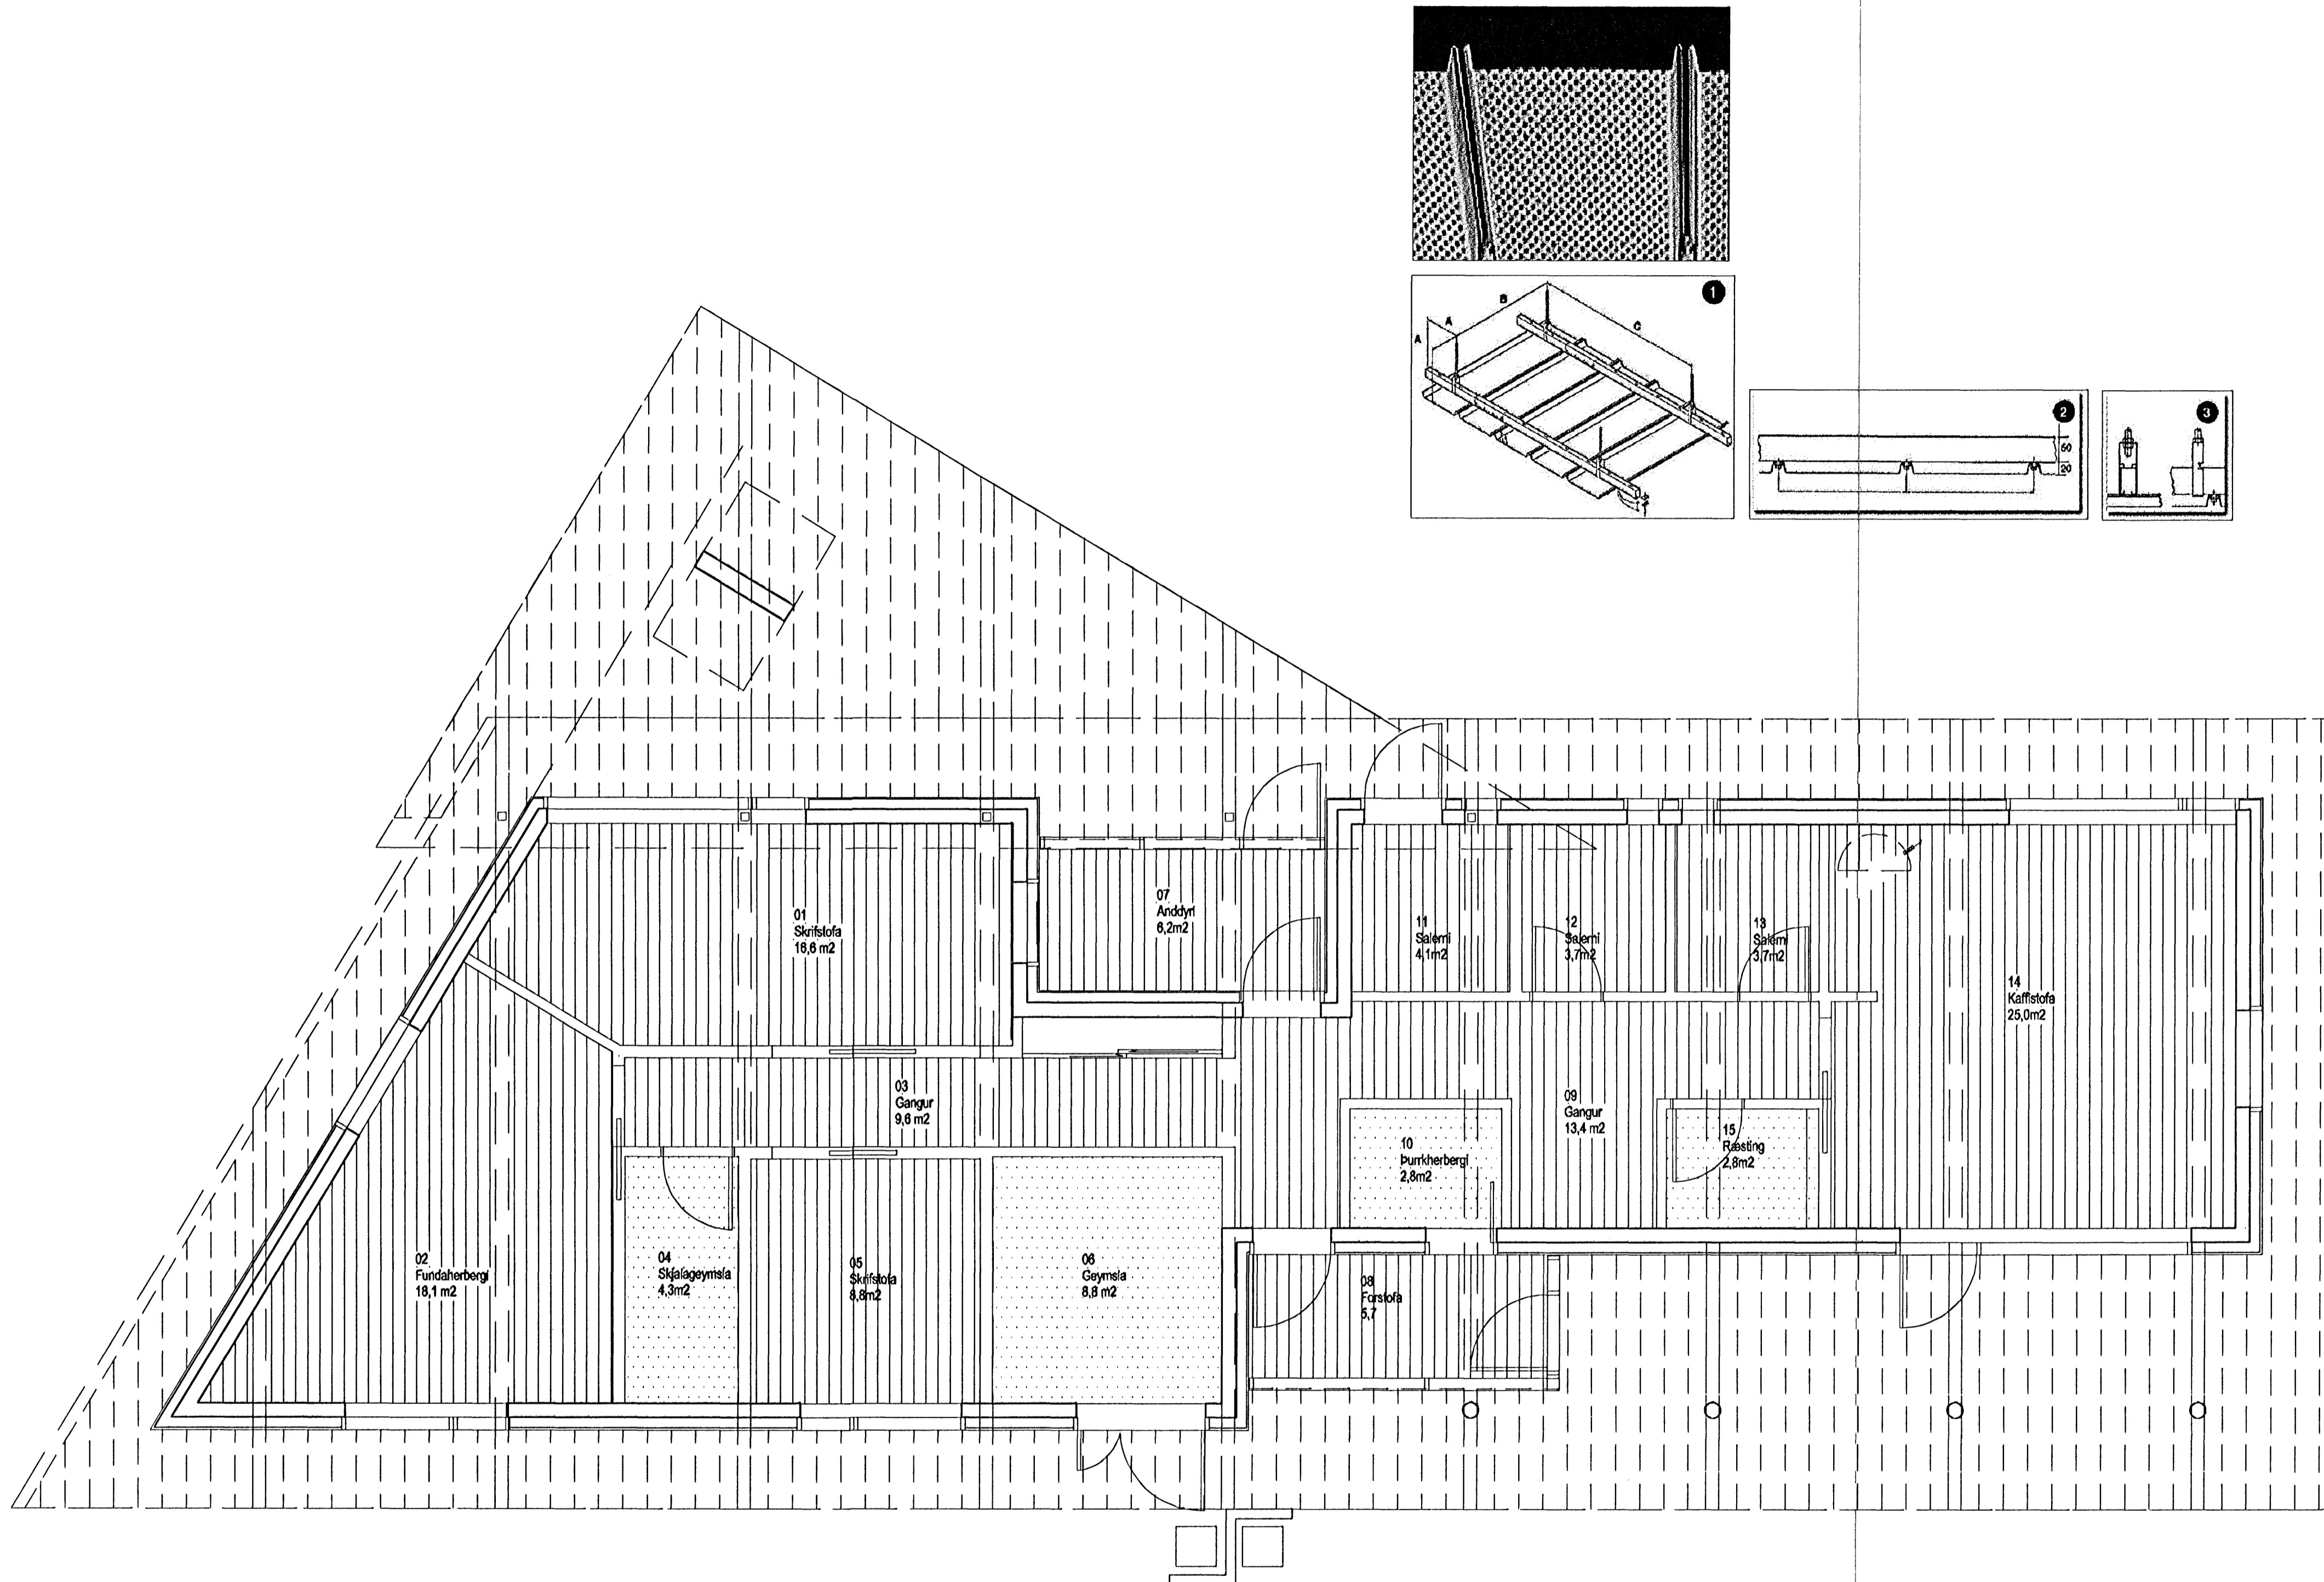 1
B
A
C
A
2
60
20
3
01
Skrifstofa
16,6 m2
07
Anddyri
6,2m2
11
Salerni
4,1m2
12
Salerni
3,7m2
13
Salerni
3,7m2
14
Kaffistofa
25,0m2
03
Gangur
9,6 m2
09
Gangur
13,4 m2
10
Þurrkherbergi
2,8m2
15
Ræsting
2,8m2
02
Fundaherbergi
18,1 m2
04
Skjalageymsla
4,3m2
05
Skrifstofa
8,8m2
06
Geymsla
8,8 m2
08
Forstofa
5,7